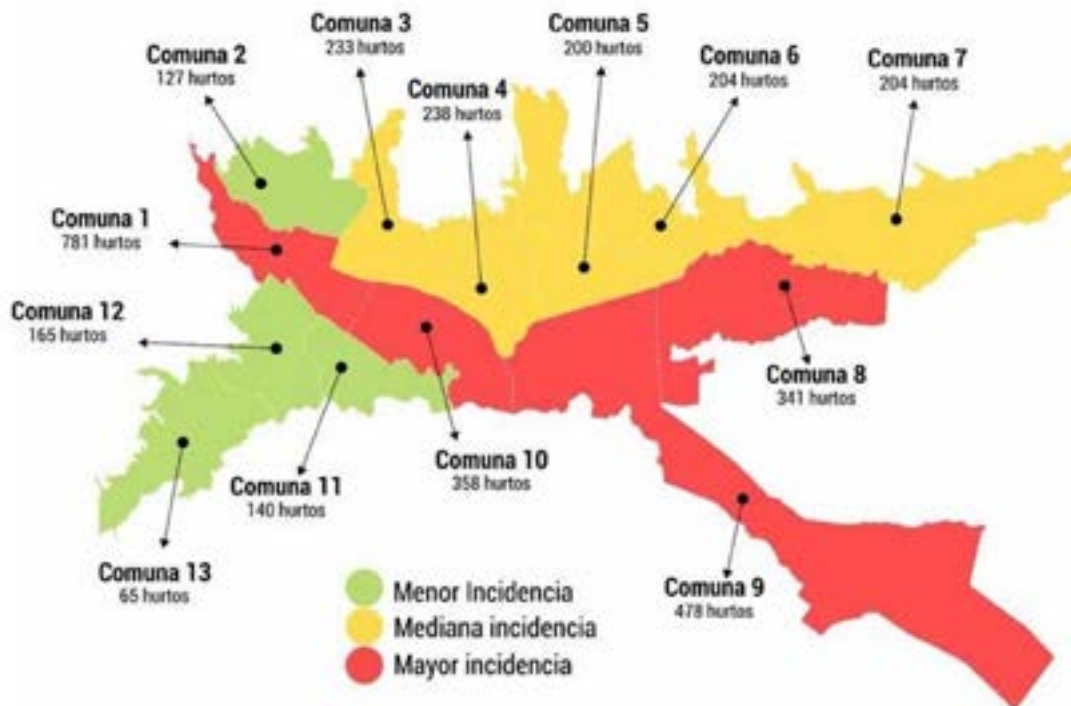 Comuna 2
127 hurtos
Comuna 3
233 hurtos
Comuna 4
238 hurtos
Comuna 5
200 hurtos
Comuna 6
204 hurtos
Comuna 7
204 hurtos
Comuna 1
781 hurtos
Comuna 12
165 hurtos
Comuna 8
341 hurtos
Comuna 10
358 hurtos
Comuna 11
140 hurtos
Comuna 13
65 hurtos
Comuna 9
478 hurtos
Menor Incidencia
Mediana incidencia
Mayor incidencia